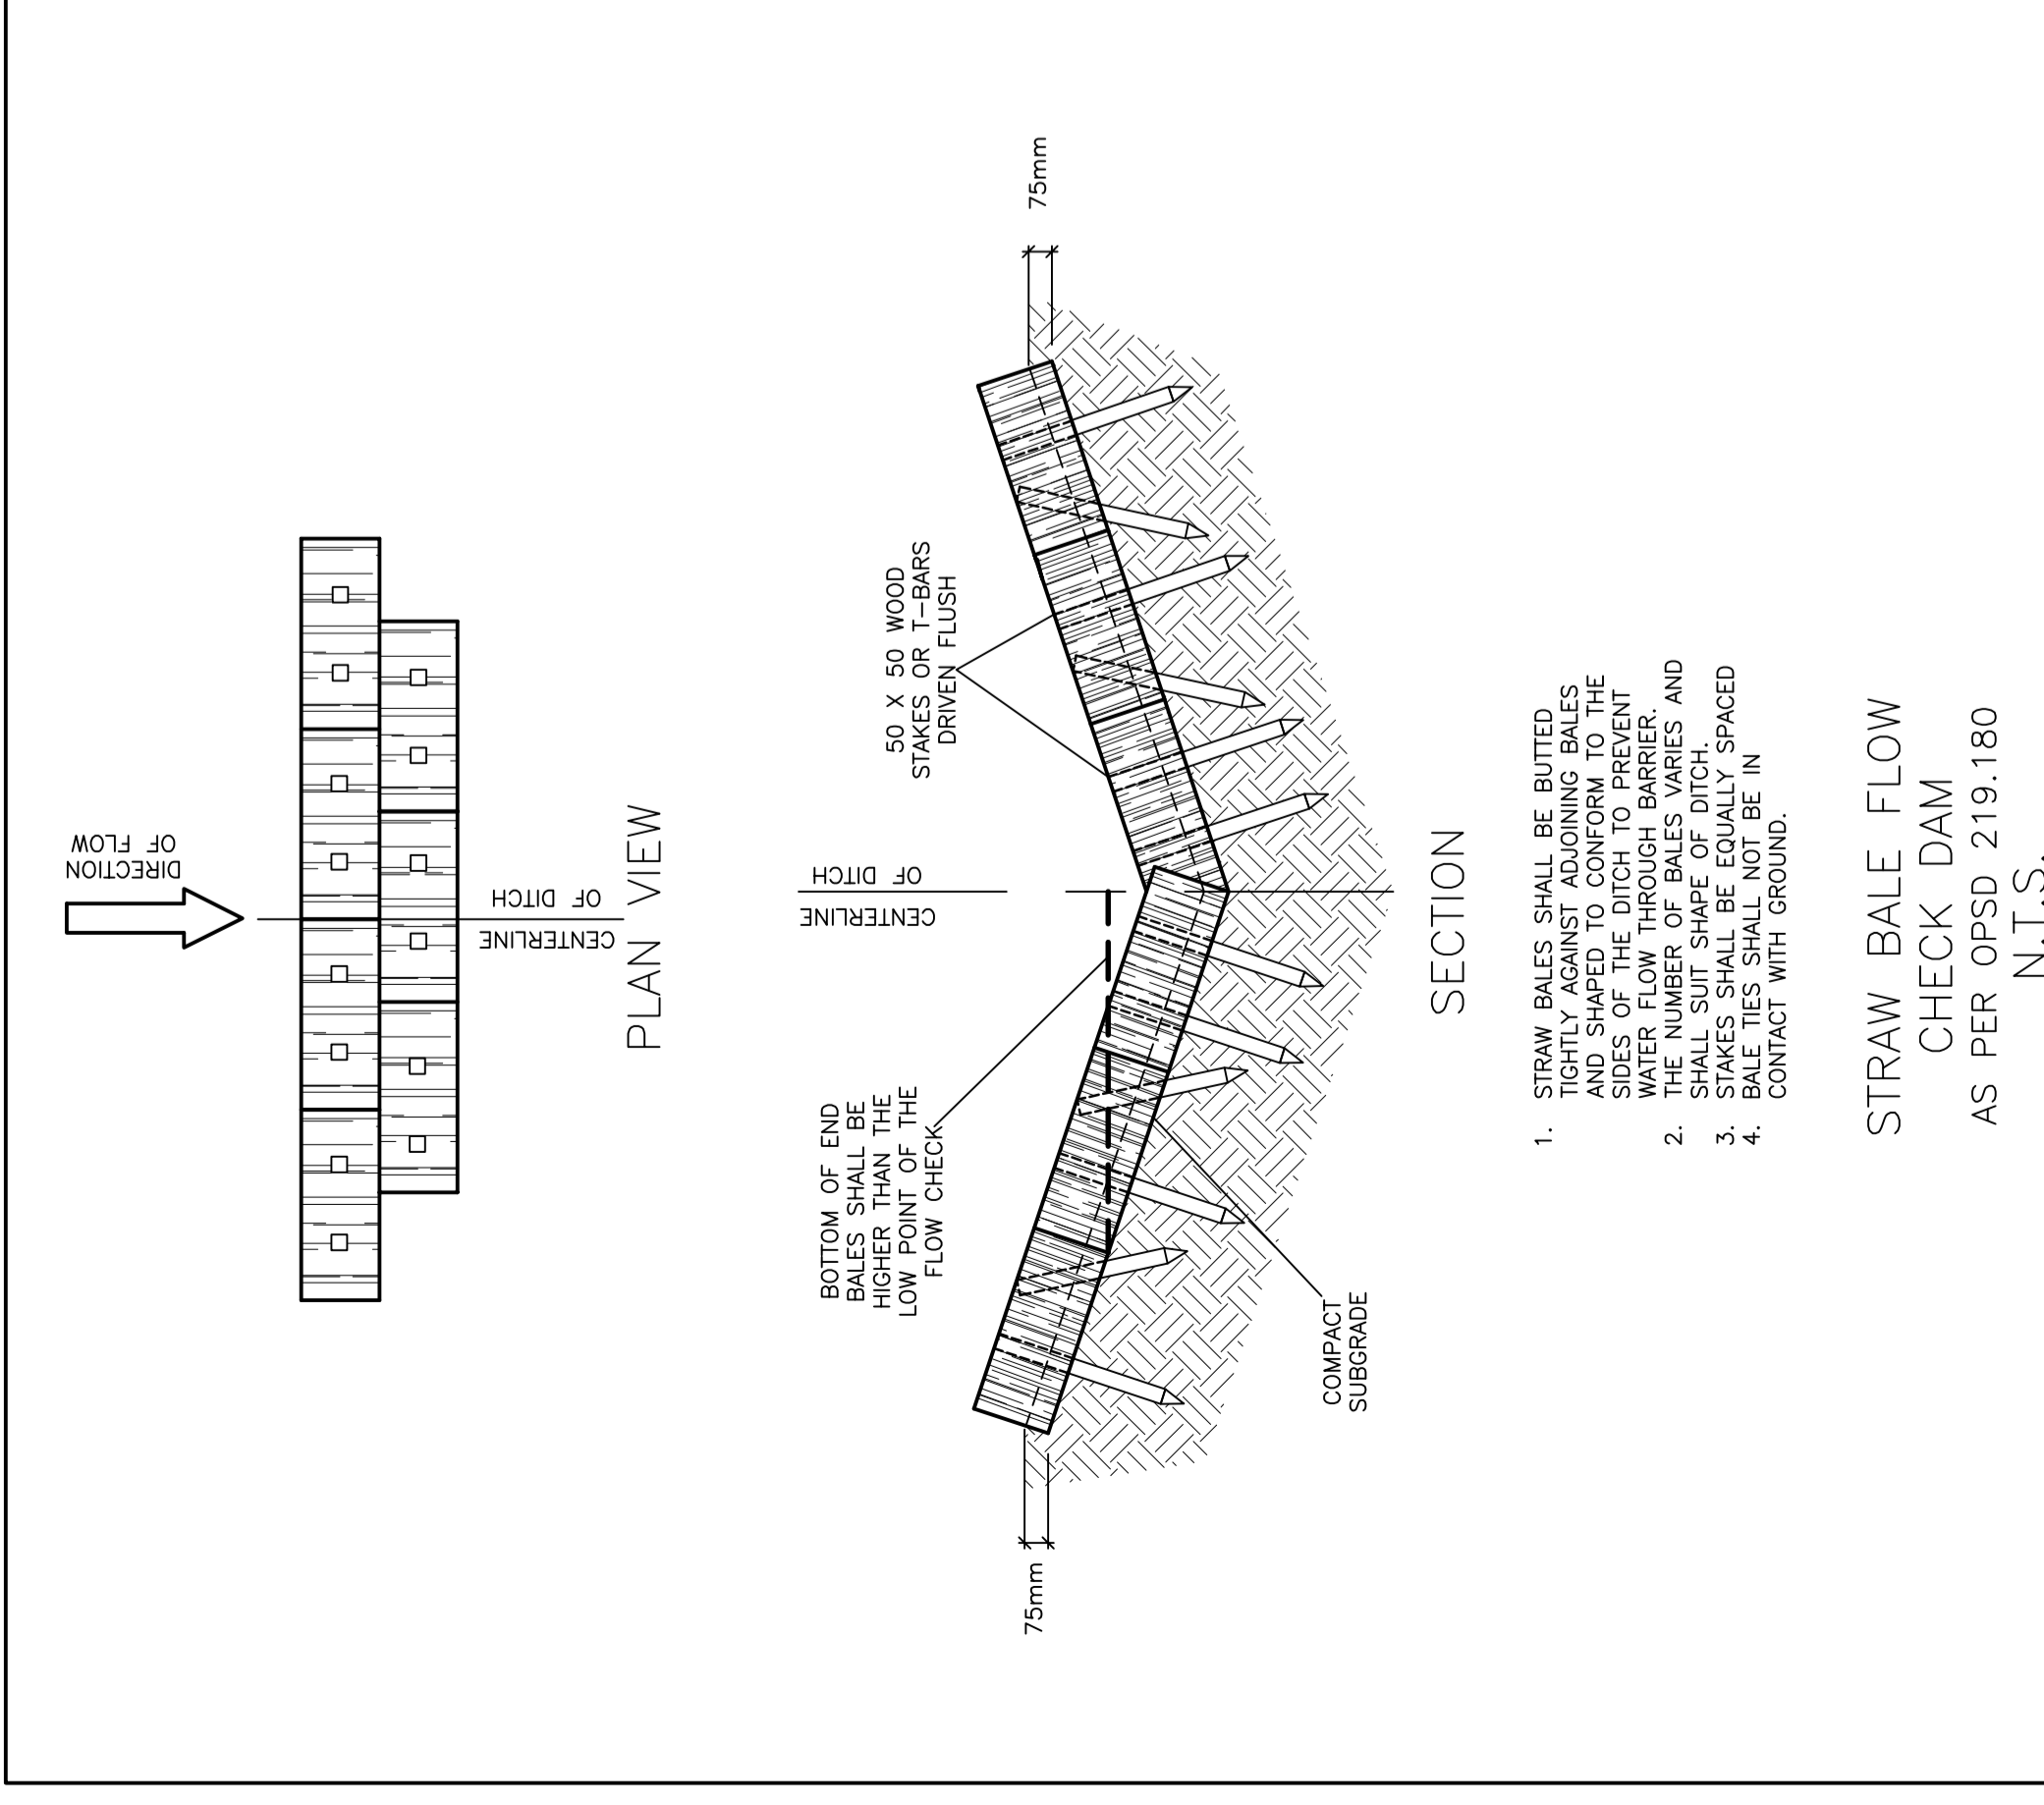 DIRECTION
OF FLOW
CENTERLINE
OF DITCH
PLAN VIEW
CENTERLINE
OF DITCH
BOTTOM OF END
BALES SHALL BE
HIGHER THAN THE
LOW POINT OF THE
FLOW CHECK
50 X 50 WOOD
STAKES OR T-BARS
DRIVEN FLUSH
75mm
75mm
COMPACT
SUBGRADE
SECTION
1. STRAW BALES SHALL BE BUTTED
TIGHTLY AGAINST ADJOINING BALES
AND SHAPED TO CONFORM TO THE
SIDES OF THE DITCH TO PREVENT
WATER FLOW THROUGH BARRIER.
2. THE NUMBER OF BALES VARIES AND
SHALL SUIT SHAPE OF DITCH.
3. STAKES SHALL BE EQUALLY SPACED
4. BALE TIES SHALL NOT BE IN
CONTACT WITH GROUND.
STRAW BALE FLOW
CHECK DAM
AS PER OPSD 219.180
N.T.S.